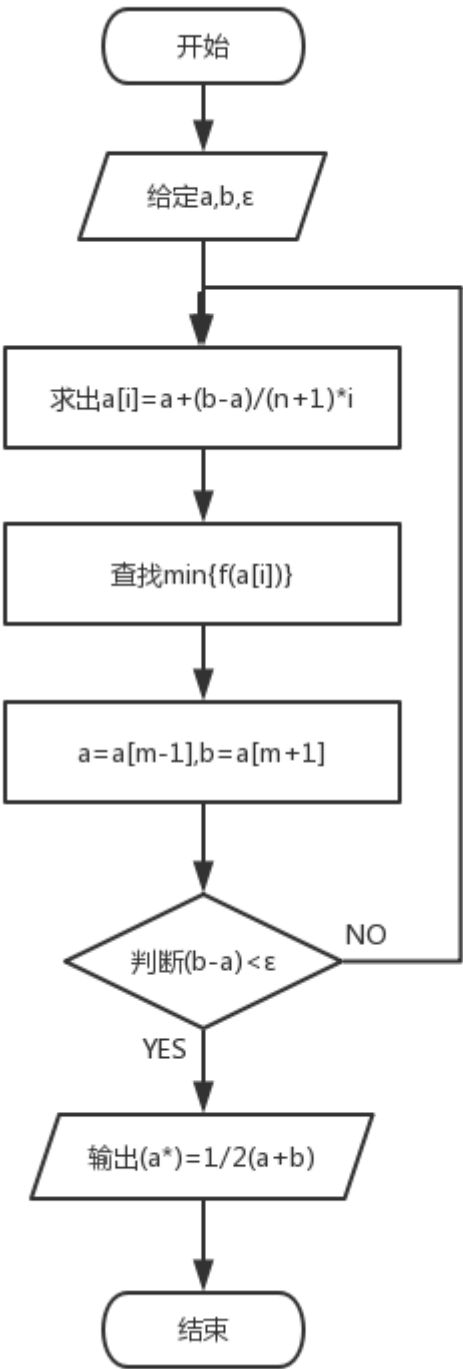 开始
给定a,b,ε
求出a[i]=a+(b-a)/(n+1)*i
查找min{f(a[i])}
a=a[m-1],b=a[m+1]
判断(b-a)<ε
NO
YES
输出(a*)=1/2(a+b)
结束